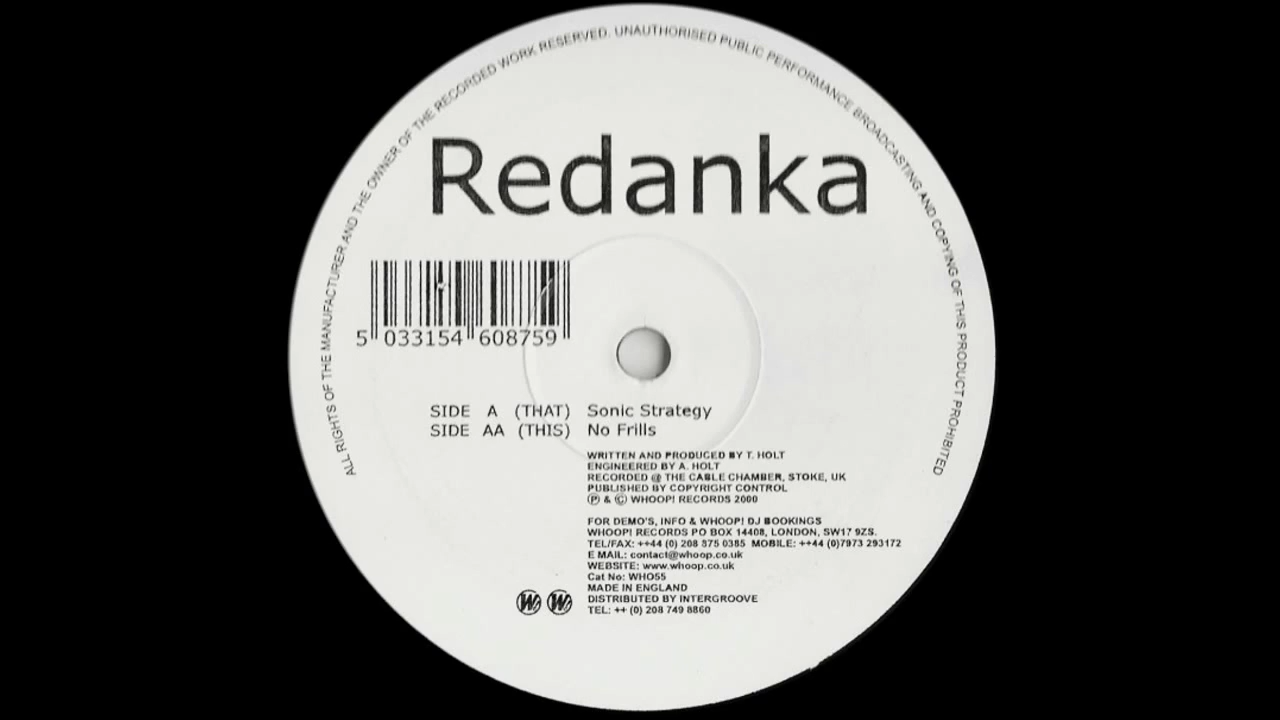 ALL RIGHTS OF THE MANUFACTURER AND THE OWNER OF THE RECORDED WORK RESERVED. UNAUTHORISED PUBLIC PERFORMANCE BROADCASTING AND COPYING OF THIS PRODUCT PROHIBITED
Redanka
5 033154 608759
SIDE A (THAT) Sonic Strategy
SIDE AA (THIS) No Frills
WRITTEN AND PRODUCED BY T. HOLT
ENGINEERED BY A. HOLT
RECORDED @ THE CABLE CHAMBER, STOKE, UK
PUBLISHED BY COPYRIGHT CONTROL
Ⓟ & © WHOOP! RECORDS 2000
FOR DEMO'S, INFO & WHOOP! DJ BOOKINGS
WHOOP! RECORDS PO BOX 14408, LONDON, SW17 9ZS.
TEL/FAX: ++44 (0) 208 375 0385 MOBILE: ++44 (0)7973 293172
E MAIL: contact@whoop.co.uk
WEBSITE: www.whoop.co.uk
Cat No: WHO55
MADE IN ENGLAND
DISTRIBUTED BY INTERGROOVE
TEL: ++ (0) 208 749 8860
W W